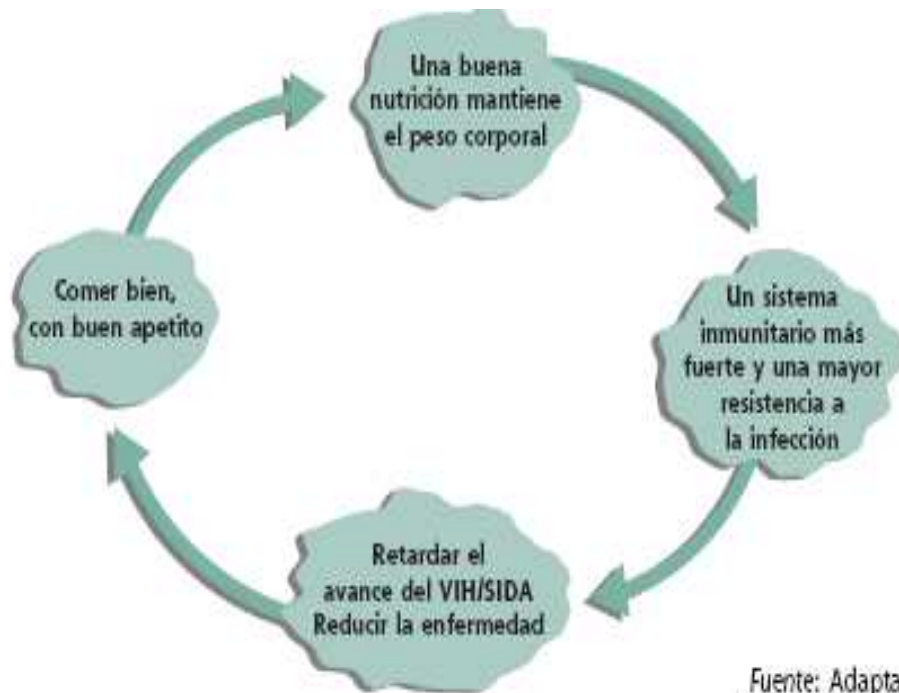 Una buena
nutrición mantiene
el peso corporal
Un sistema
inmunitario más
fuerte y una mayor
resistencia a
la infección
Retardar el
avance del VIH/SIDA
Reducir la enfermedad
Comer bien,
con buen apetito
Fuente: Adapta